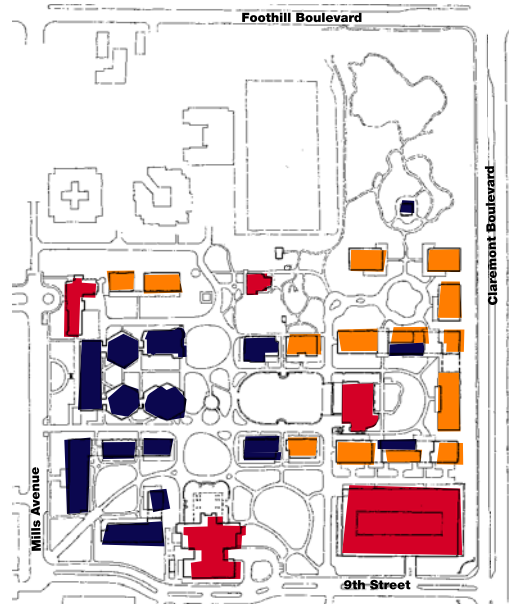 Foothill Boulevard
Claremont Boulevard
Mills Avenue
9th Street